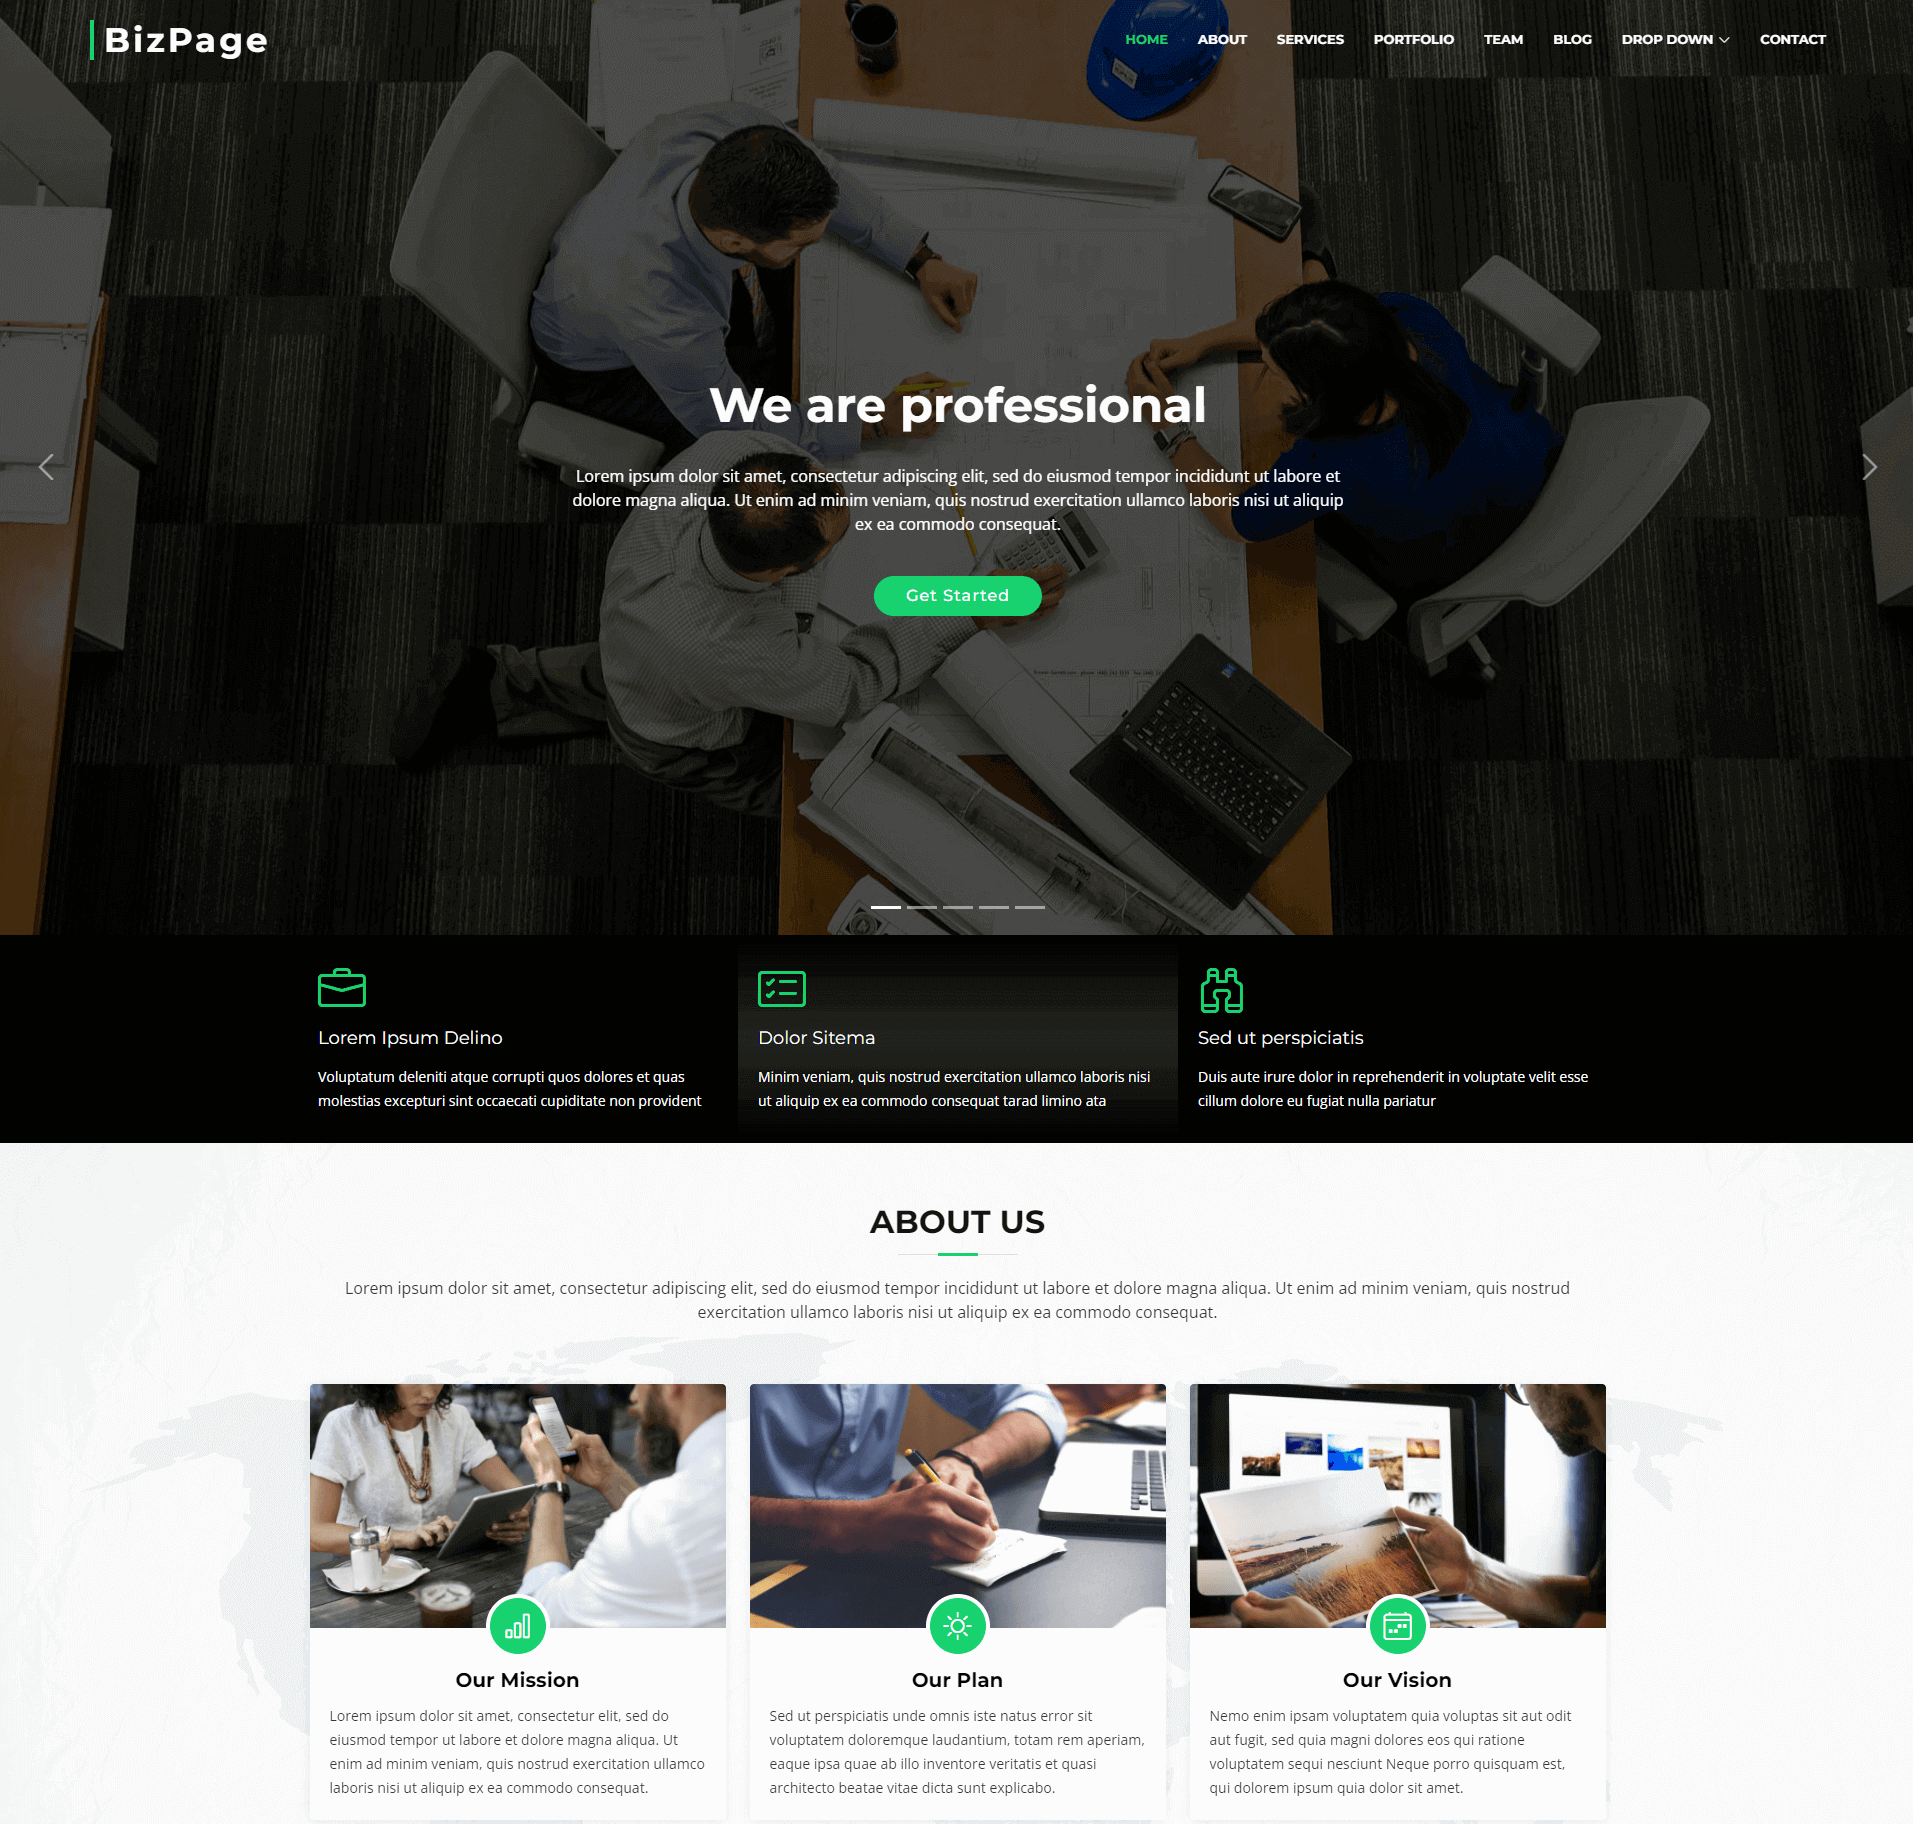 BizPage
HOME ABOUT SERVICES PORTFOLIO TEAM BLOG DROP DOWN CONTACT
We are professional
Lorem ipsum dolor sit amet, consectetur adipiscing elit, sed do eiusmod tempor incididunt ut labore et
dolore magna aliqua. Ut enim ad minim veniam, quis nostrud exercitation ullamco laboris nisi ut aliquip
ex ea commodo consequat.
Get Started
Lorem Ipsum Delino
Voluptatum deleniti atque corrupti quos dolores et quas
molestias excepturi sint occaecati cupiditate non provident
Dolor Sitema
Minim veniam, quis nostrud exercitation ullamco laboris nisi
ut aliquip ex ea commodo consequat tarad limino ata
Sed ut perspiciatis
Duis aute irure dolor in reprehenderit in voluptate velit esse
cillum dolore eu fugiat nulla pariatur
ABOUT US
Lorem ipsum dolor sit amet, consectetur adipiscing elit, sed do eiusmod tempor incididunt ut labore et dolore magna aliqua. Ut enim ad minim veniam, quis nostrud
exercitation ullamco laboris nisi ut aliquip ex ea commodo consequat.
Our Mission
Lorem ipsum dolor sit amet, consectetur elit, sed do
eiusmod tempor ut labore et dolore magna aliqua. Ut
enim ad minim veniam, quis nostrud exercitation ullamco
laboris nisi ut aliquip ex ea commodo consequat.
Our Plan
Sed ut perspiciatis unde omnis iste natus error sit
voluptatem doloremque laudantium, totam rem aperiam,
eaque ipsa quae ab illo inventore veritatis et quasi
architecto beatae vitae dicta sunt explicabo.
Our Vision
Nemo enim ipsam voluptatem quia voluptas sit aut odit
aut fugit, sed quia magni dolores eos qui ratione
voluptatem sequi nesciunt Neque porro quisquam est,
qui dolorem ipsum quia dolor sit amet.